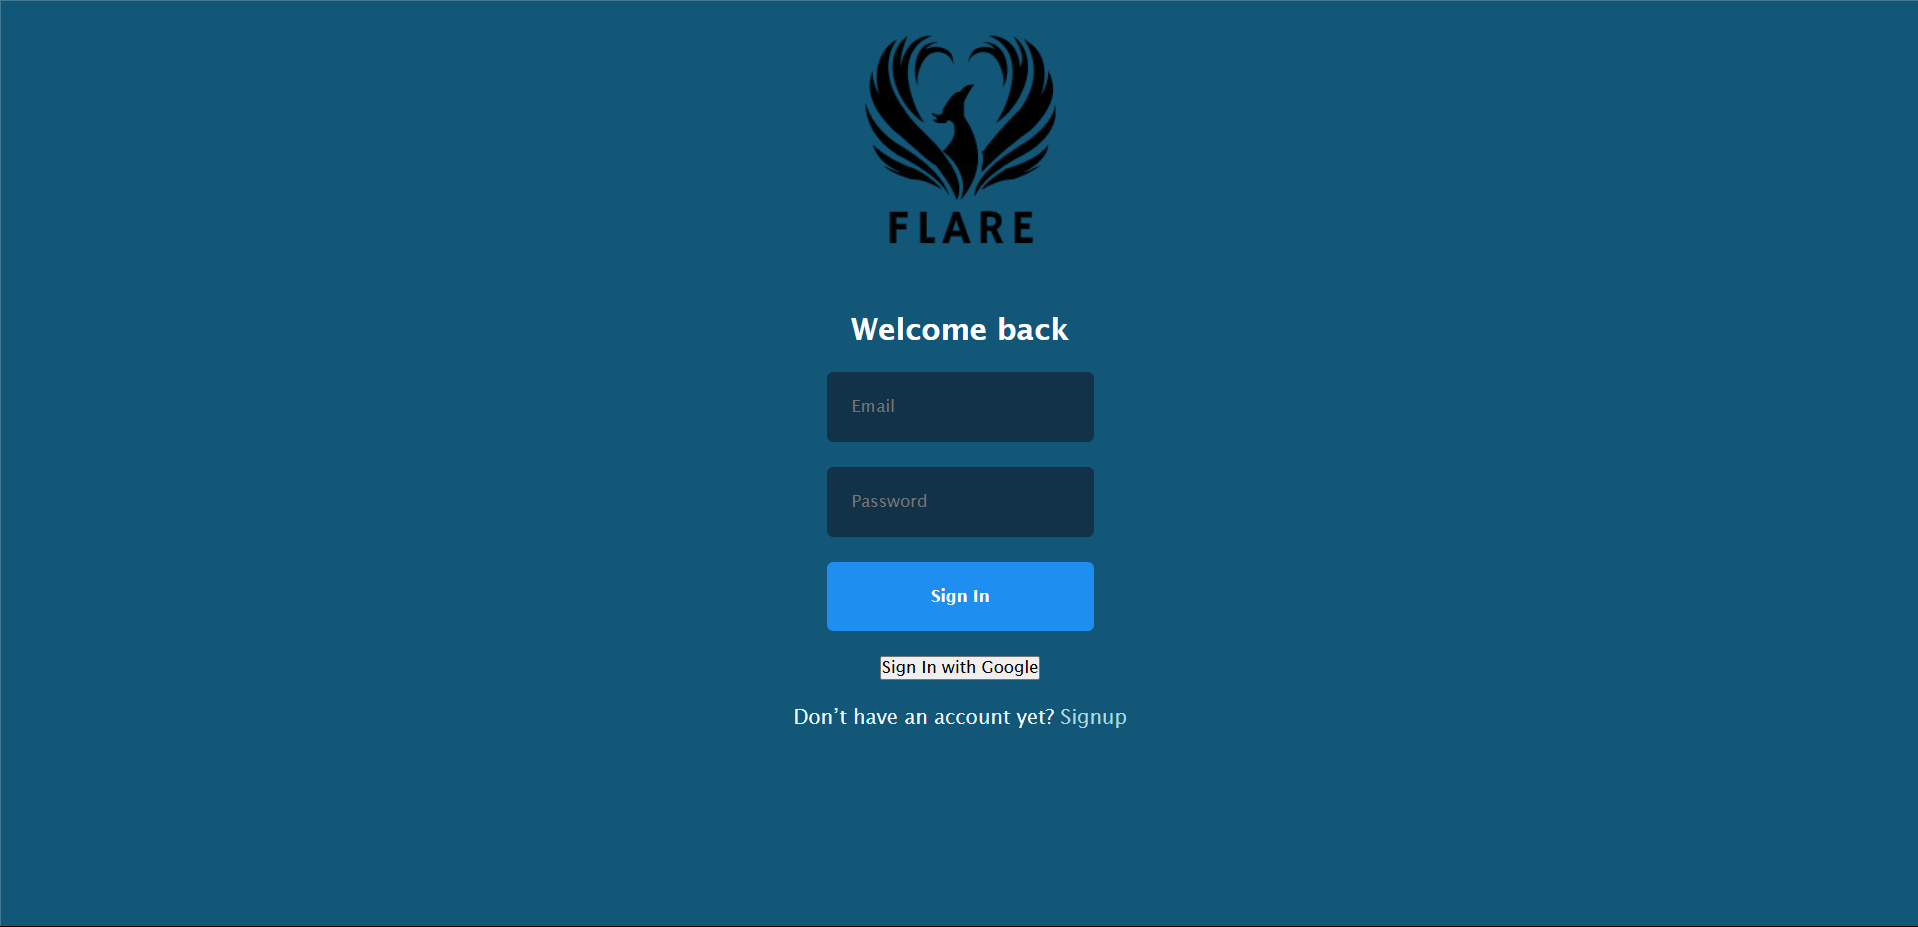 FLARE
Welcome back
Email
Password
Sign In
Sign In with Google
Don’t have an account yet? Signup